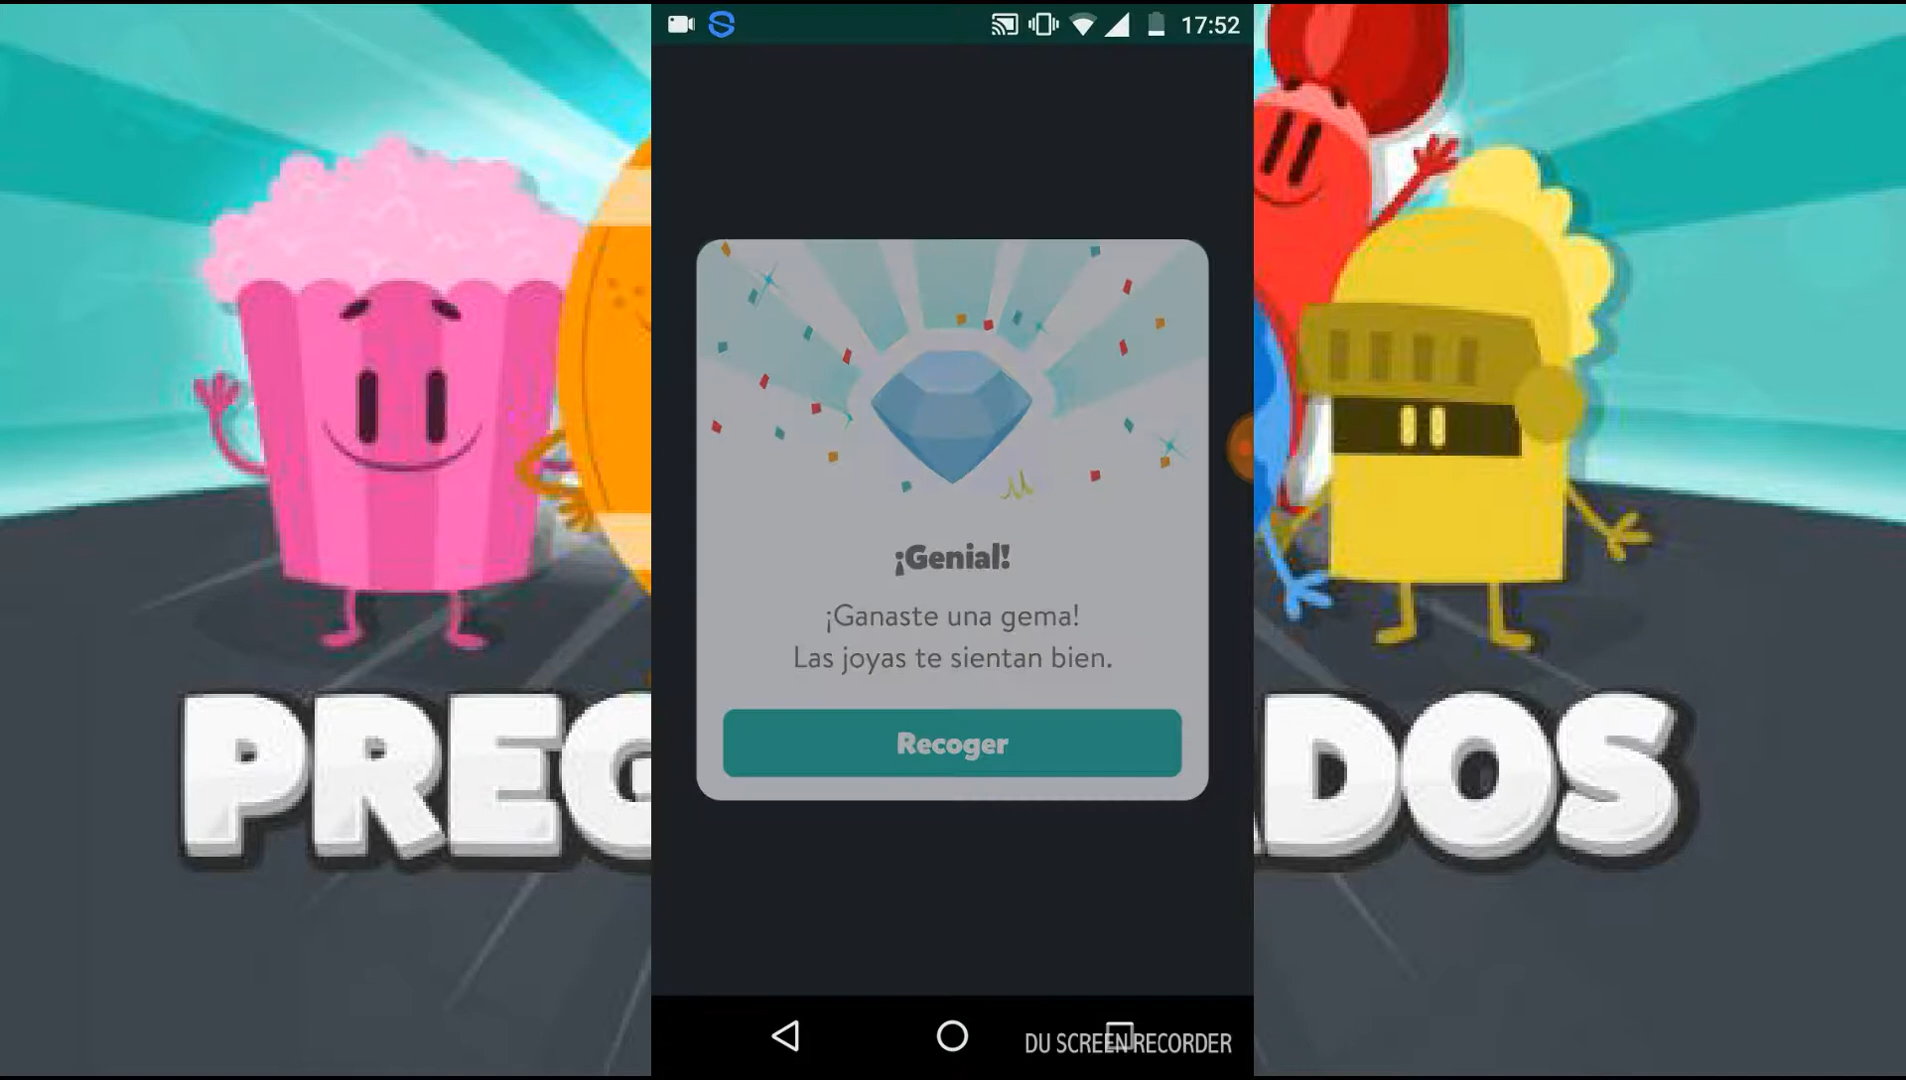 17:52
¡Genial!
¡Ganaste una gema!
Las joyas te sientan bien.
Recoger
PREG
DOS
DU SCREEN RECORDER